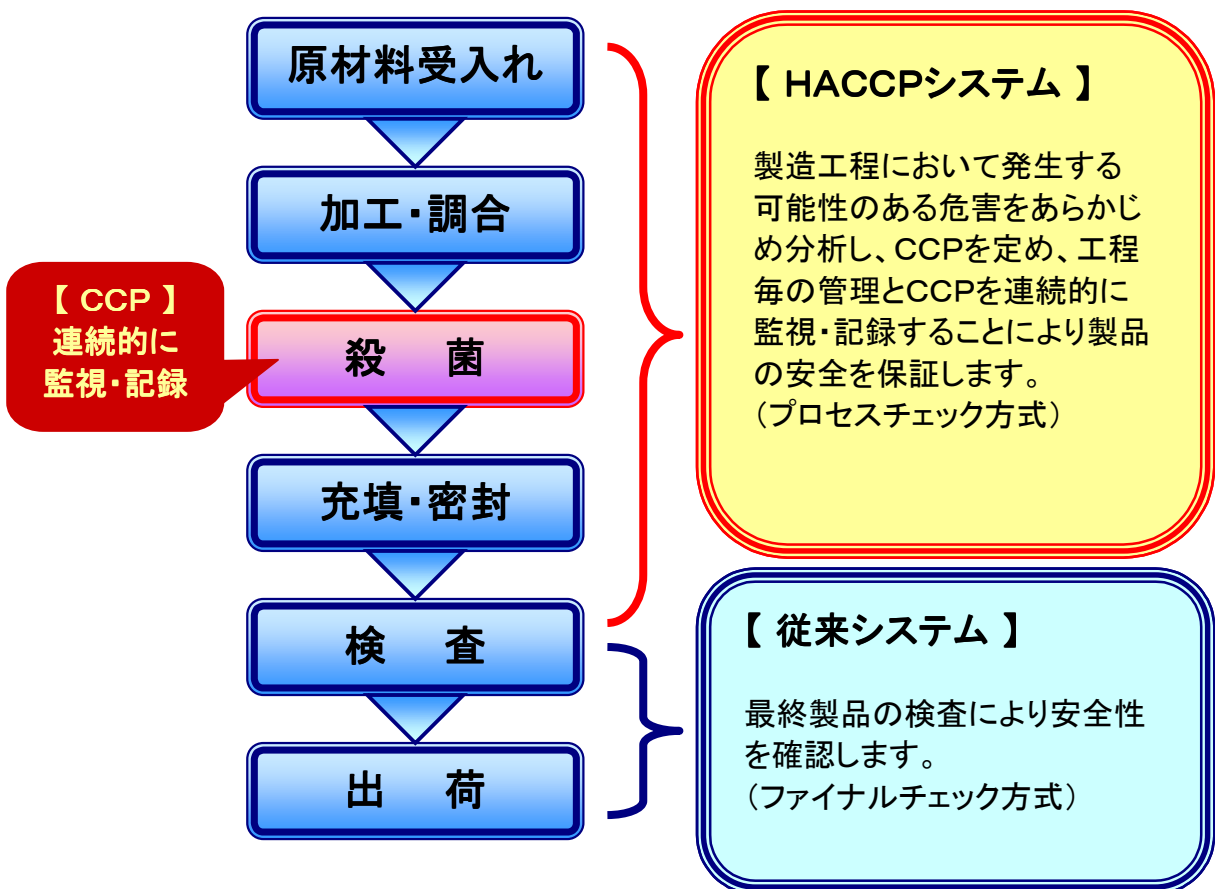 原材料受入れ
加工・調合
【 CCP 】
連続的に
監視・記録
殺　菌
充填・密封
検　査
出　荷
【 HACCPシステム 】
製造工程において発生する
可能性のある危害をあらかじ
め分析し、CCPを定め、工程
毎の管理とCCPを連続的に
監視・記録することにより製品
の安全を保証します。
（プロセスチェック方式）
【 従来システム 】
最終製品の検査により安全性
を確認します。
（ファイナルチェック方式）